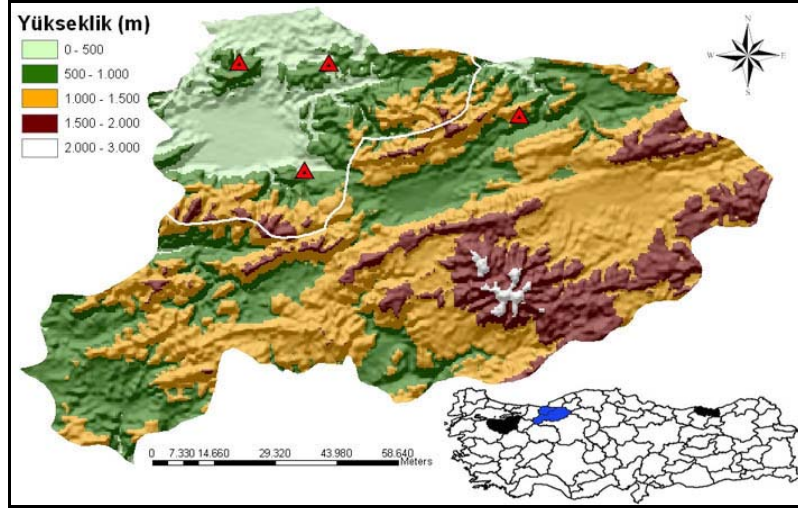 Yükseklik (m)
0 - 500
500 - 1.000
1.000 - 1.500
1.500 - 2.000
2.000 - 3.000
N
W E
S
0 7.330 14.660 29.320 43.980 58.640
Meters